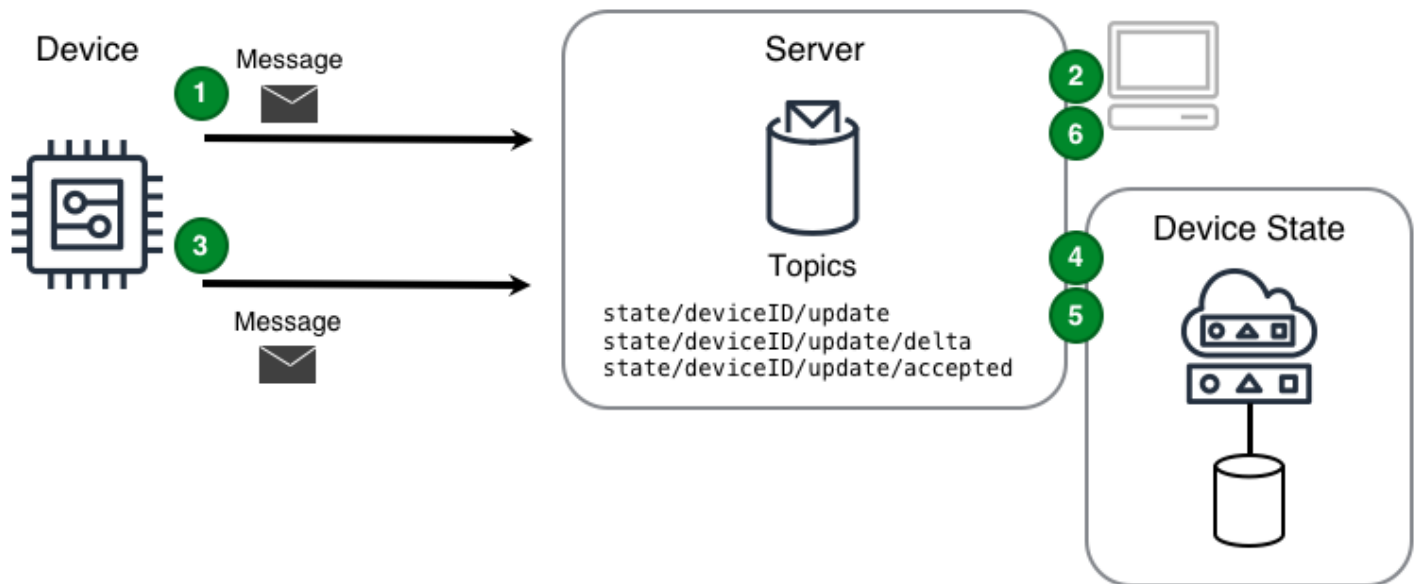 Device
Message
1
3
Message
Server
Topics
state/deviceID/update
state/deviceID/update/delta
state/deviceID/update/accepted
2
6
4
5
Device State